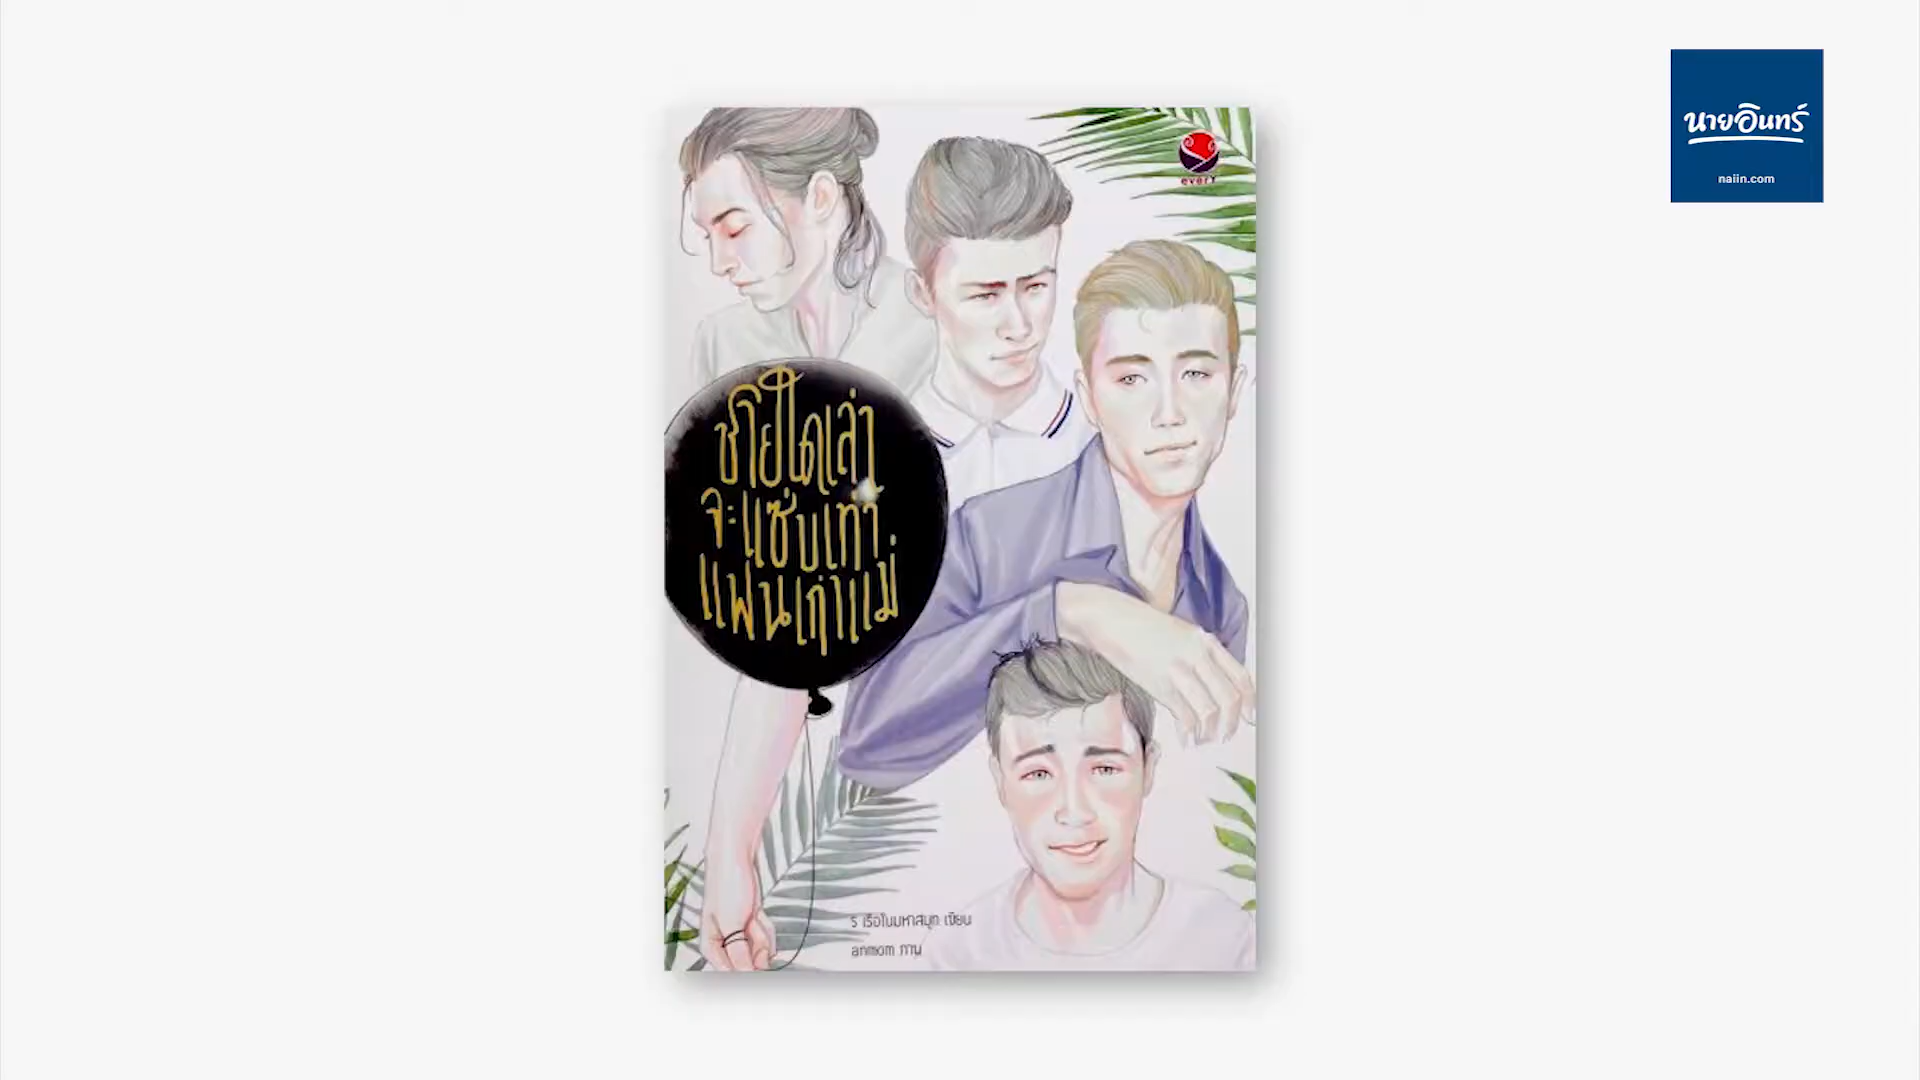 นายอินทร์
naiin.com
everY
ชายใดเล่า
จะแซ่บเท่า
แฟนเก่าแม่
ร เรือในมหาสมุท เขียน
anmom ภาพ